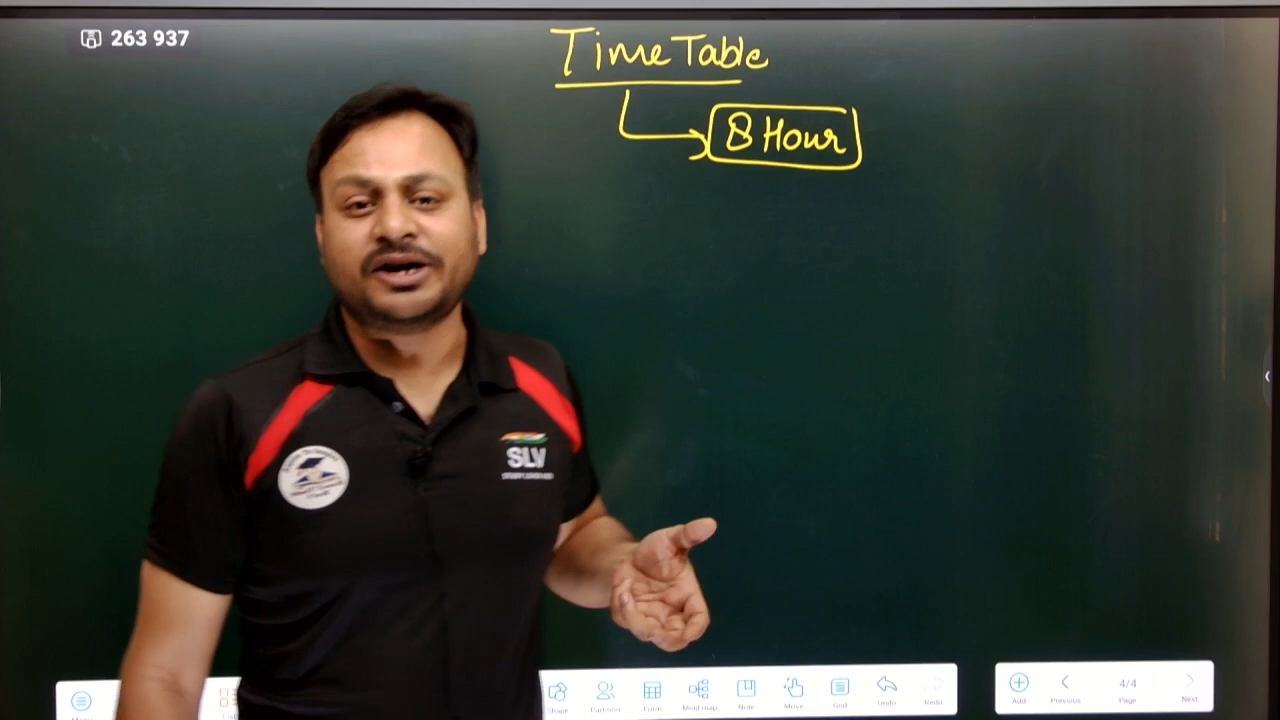 263 937
Time Table
8 Hour
SLV
Partition
Form
Mind map
Note
Move
Grid
Undo
Redo
Add
Previous
4/4
Page
Next